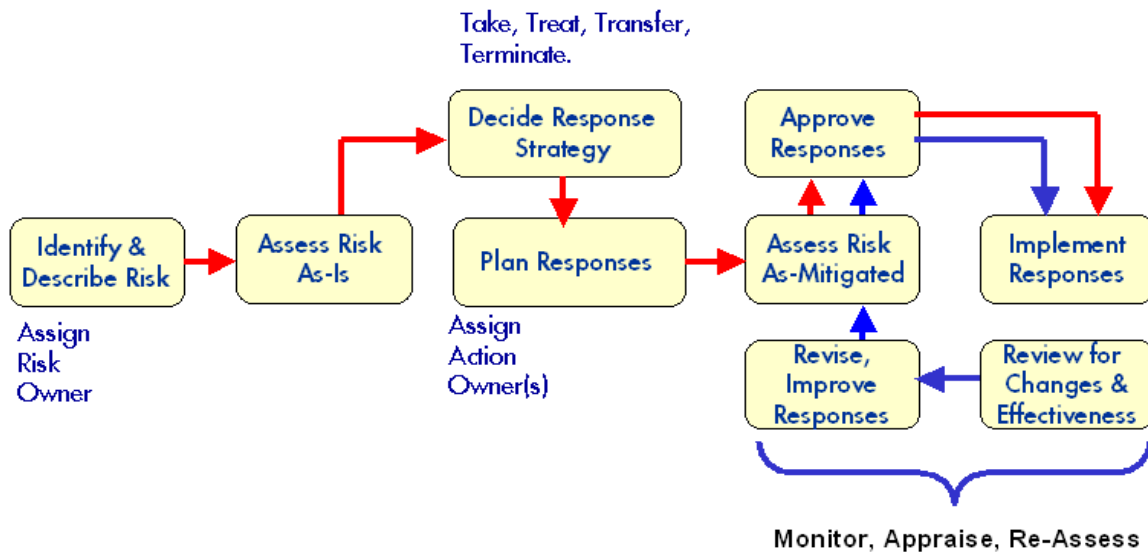 Take, Treat, Transfer,
Terminate.
Decide Response
Strategy
Approve
Responses
Identify &
Describe Risk
Assess Risk
As-Is
Plan Responses
Assess Risk
As-Mitigated
Implement
Responses
Assign
Risk
Owner
Assign
Action
Owner(s)
Revise,
Improve
Responses
Review for
Changes &
Effectiveness
Monitor, Appraise, Re-Assess